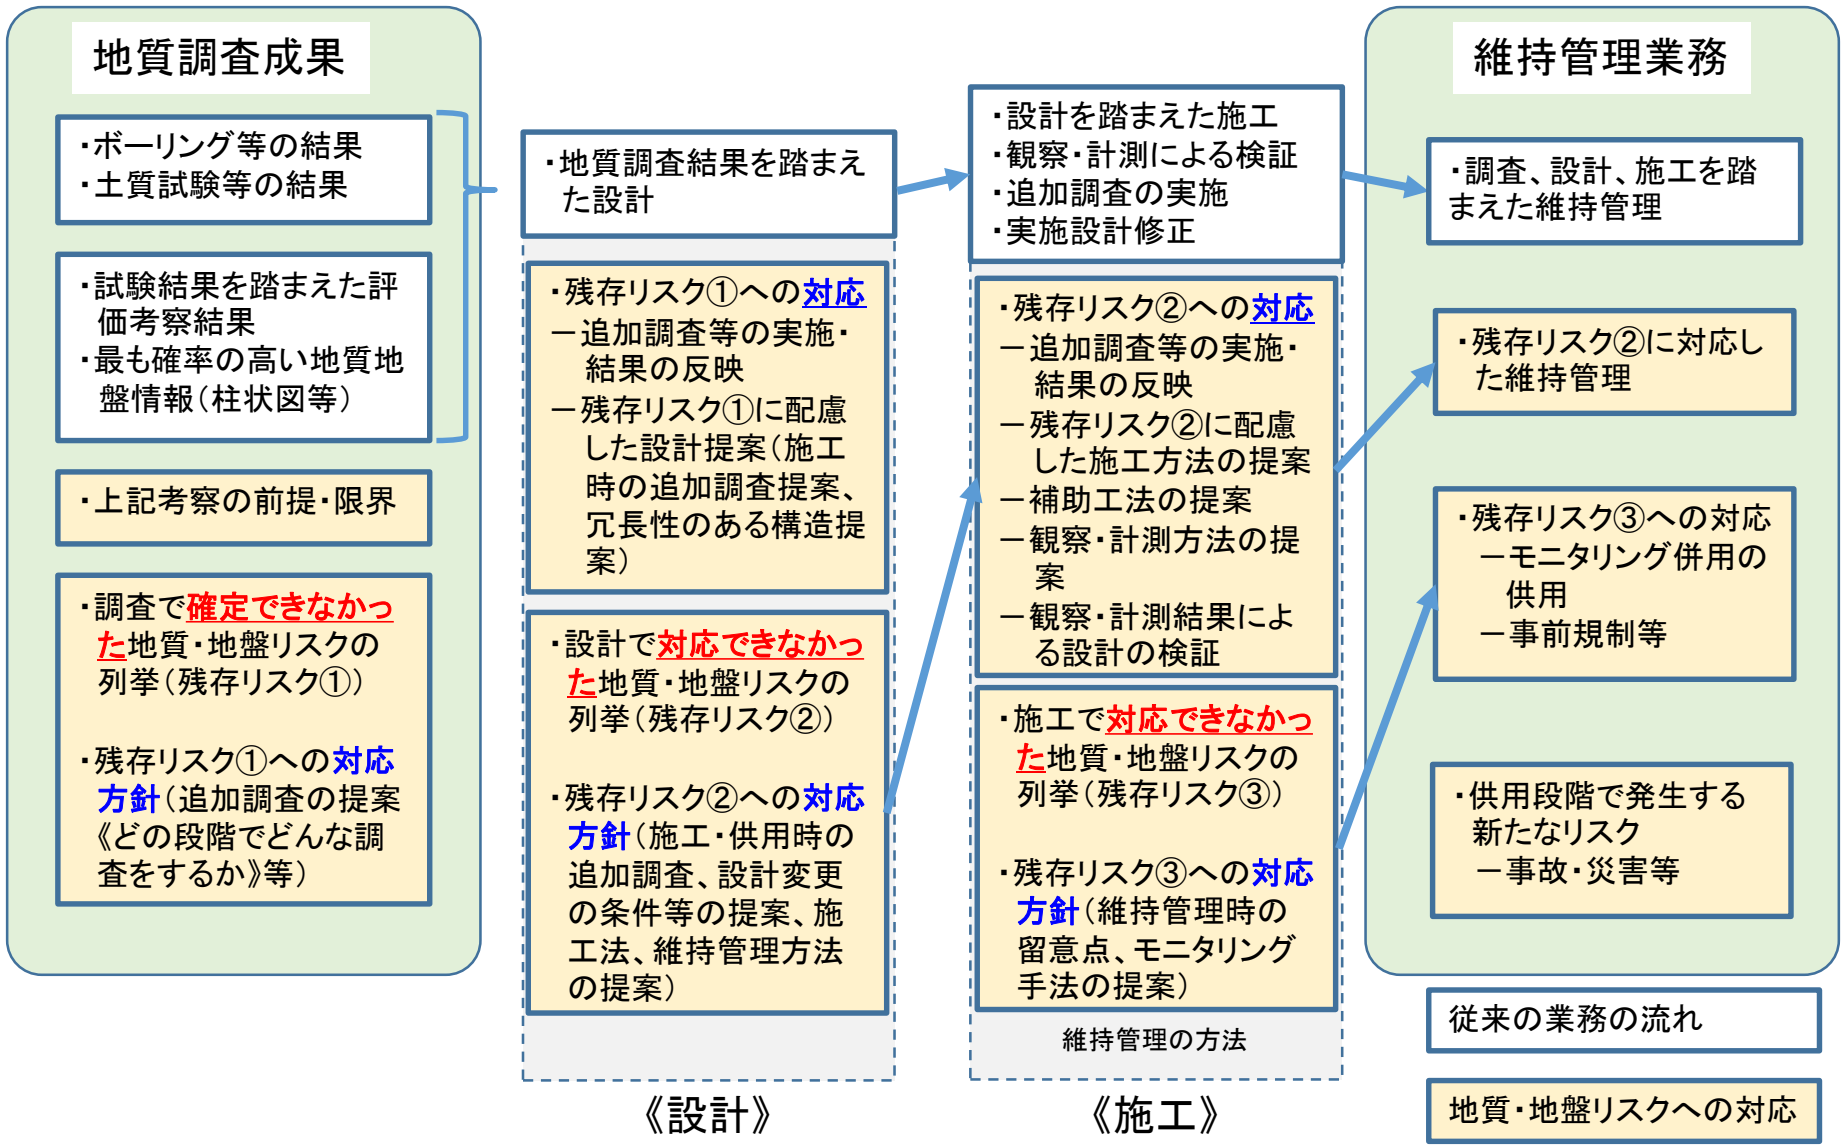 地質調査成果
・ボーリング等の結果
・土質試験等の結果
・試験結果を踏まえた評
価考察結果
・最も確率の高い地質地
盤情報（柱状図等）
・上記考察の前提・限界
・調査で確定できなかっ
た地質・地盤リスクの
列挙（残存リスク①）
・残存リスク①への対応
方針（追加調査の提案
《どの段階でどんな調
査をするか》等）
・地質調査結果を踏まえ
た設計
・残存リスク①への対応
－追加調査等の実施・
結果の反映
－残存リスク①に配慮
した設計提案（施工
時の追加調査提案、
冗長性のある構造提
案）
・設計で対応できなかっ
た地質・地盤リスクの
列挙（残存リスク②）
・残存リスク②への対応
方針（施工・供用時の
追加調査、設計変更
の条件等の提案、施
工法、維持管理方法
の提案）
《設計》
・設計を踏まえた施工
・観察・計測による検証
・追加調査の実施
・実施設計修正
・残存リスク②への対応
－追加調査等の実施・
結果の反映
－残存リスク②に配慮
した施工方法の提案
－補助工法の提案
－観察・計測方法の提
案
－観察・計測結果によ
る設計の検証
・施工で対応できなかっ
た地質・地盤リスクの
列挙（残存リスク③）
・残存リスク③への対応
方針（維持管理時の
留意点、モニタリング
手法の提案）
維持管理の方法
《施工》
維持管理業務
・調査、設計、施工を踏
まえた維持管理
・残存リスク②に対応し
た維持管理
・残存リスク③への対応
－モニタリング併用の
供用
－事前規制等
・供用段階で発生する
新たなリスク
－事故・災害等
従来の業務の流れ
地質・地盤リスクへの対応